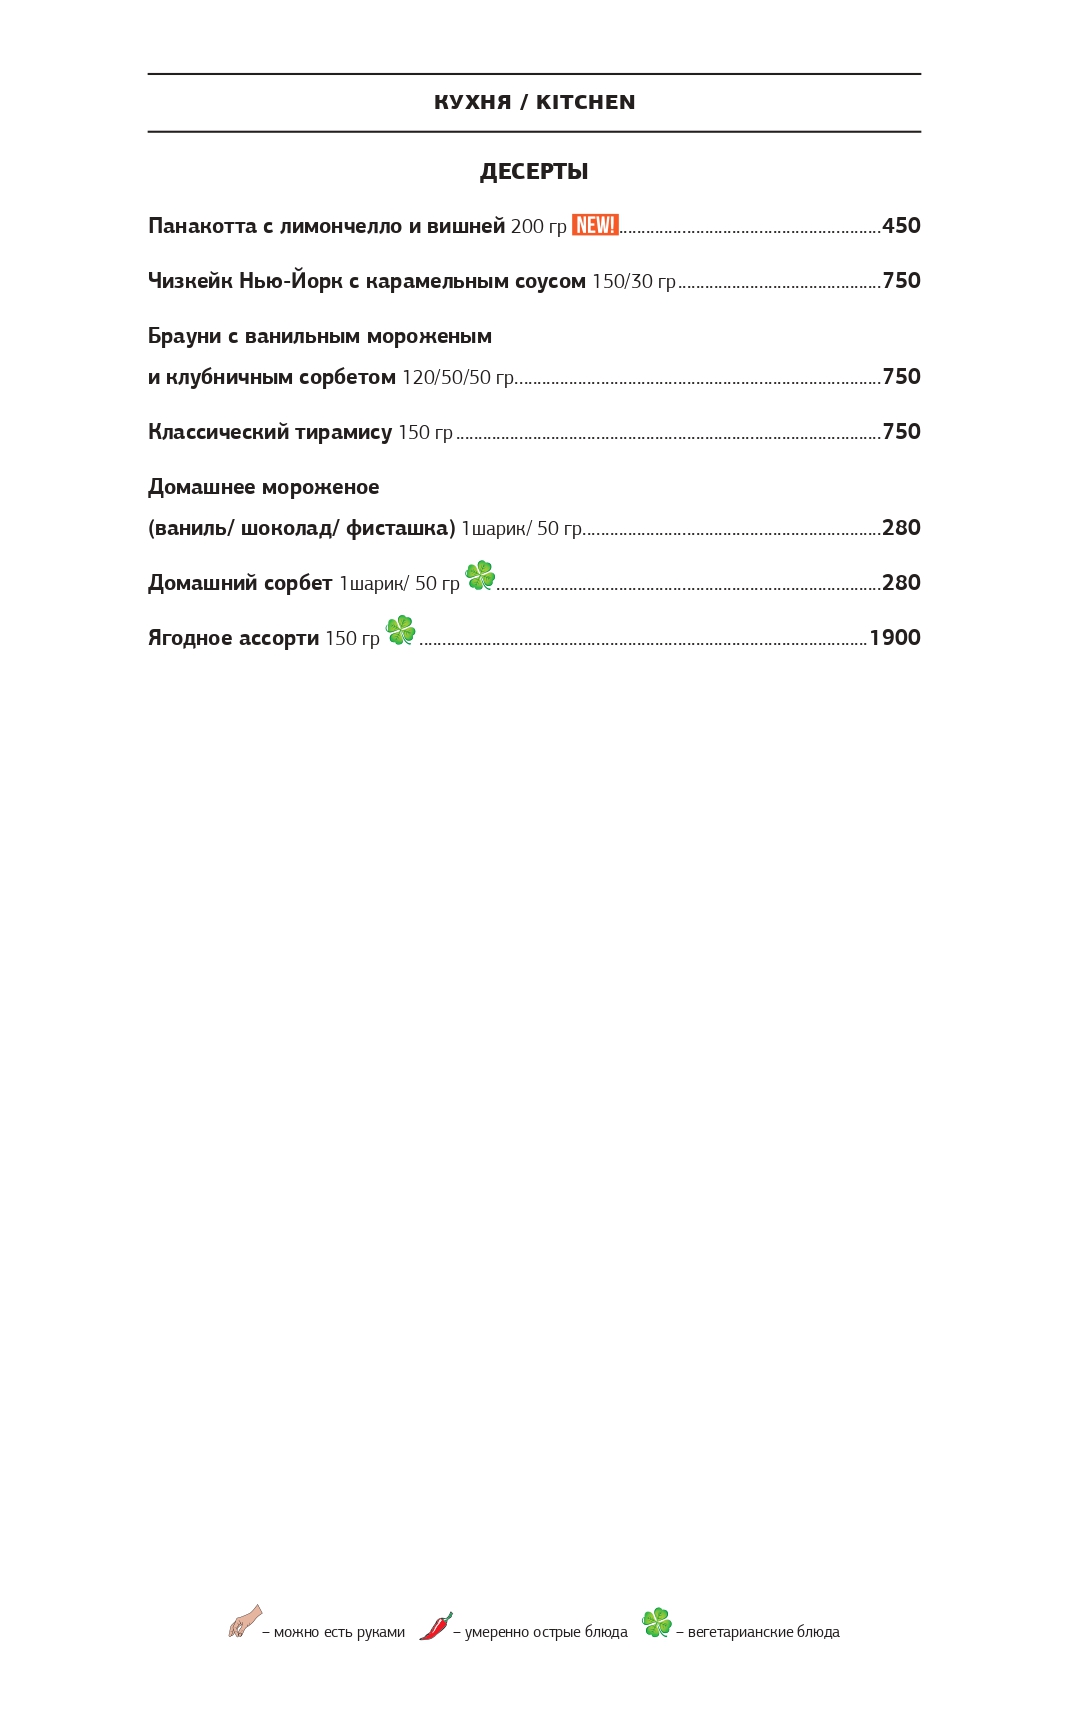 КУХНЯ / KITCHEN
ДЕСЕРТЫ
Панакотта с лимончелло и вишней 200 гр NEW!..........................................................450
Чизкейк Нью-Йорк с карамельным соусом 150/30 гр.............................................750
Брауни с ванильным мороженым
и клубничным сорбетом 120/50/50 гр.................................................................................750
Классический тирамису 150 гр..............................................................................................750
Домашнее мороженое
(ваниль/ шоколад/ фисташка) 1шарик/ 50 гр..................................................................280
Домашний сорбет 1шарик/ 50 гр.....................................................................................280
Ягодное ассорти 150 гр...................................................................................................1900
– можно есть руками – умеренно острые блюда – вегетарианские блюда